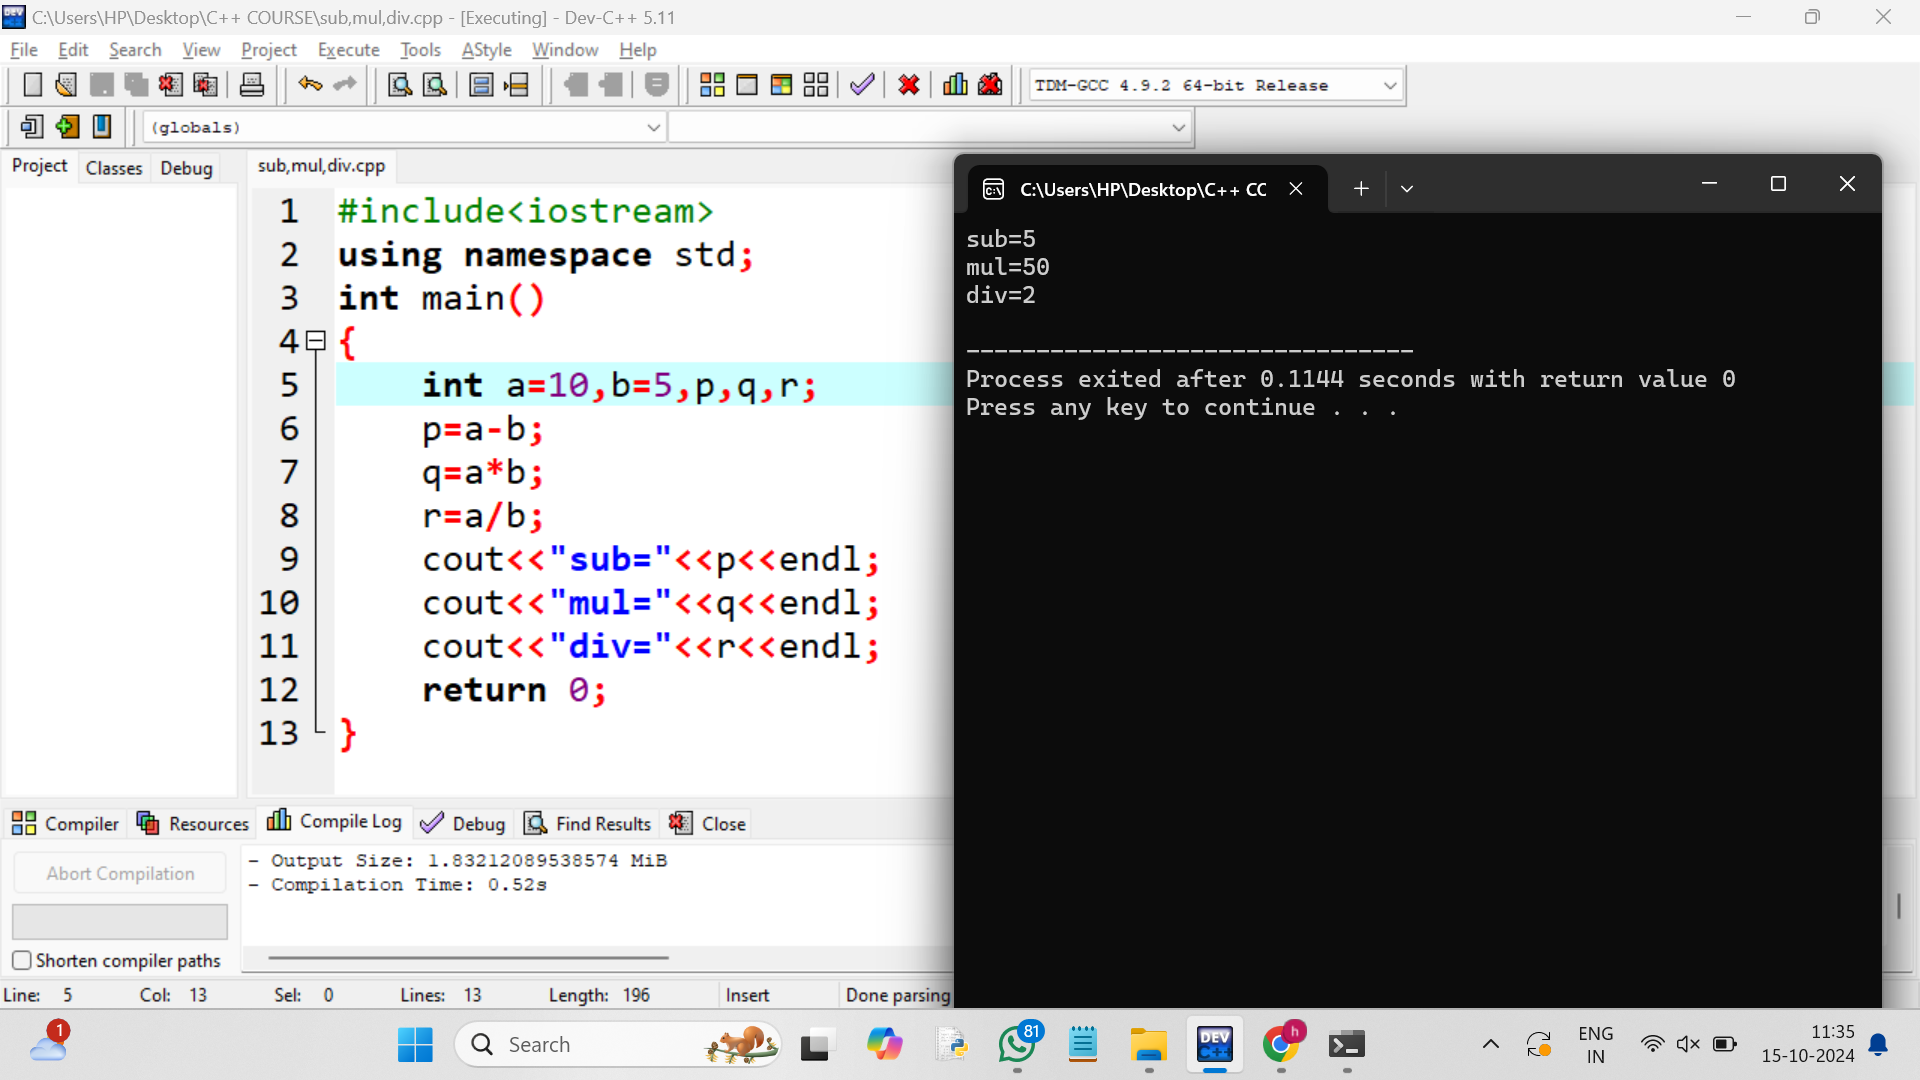 C:\Users\HP\Desktop\C++ COURSE\sub,mul,div.cpp - [Executing] - Dev-C++ 5.11
File Edit Search View Project Execute Tools AStyle Window Help
TDM-GCC 4.9.2 64-bit Release
(globals)
Project Classes Debug
sub,mul,div.cpp
1 #include<iostream>
2 using namespace std;
3 int main()
4 {
5 int a=10,b=5,p,q,r;
6 p=a-b;
7 q=a*b;
8 r=a/b;
9 cout<<"sub="<<p<<endl;
10 cout<<"mul="<<q<<endl;
11 cout<<"div="<<r<<endl;
12 return 0;
13 }
C:\Users\HP\Desktop\C++ CC
sub=5
mul=50
div=2
--------------------------------
Process exited after 0.1144 seconds with return value 0
Press any key to continue . . .
Compiler Resources Compile Log Debug Find Results Close
Abort Compilation
Shorten compiler paths
- Output Size: 1.83212089538574 MiB
- Compilation Time: 0.52s
Line: 5 Col: 13 Sel: 0 Lines: 13 Length: 196 Insert Done parsing
1
Search
81
DEV
C++
h
ENG
IN
11:35
15-10-2024